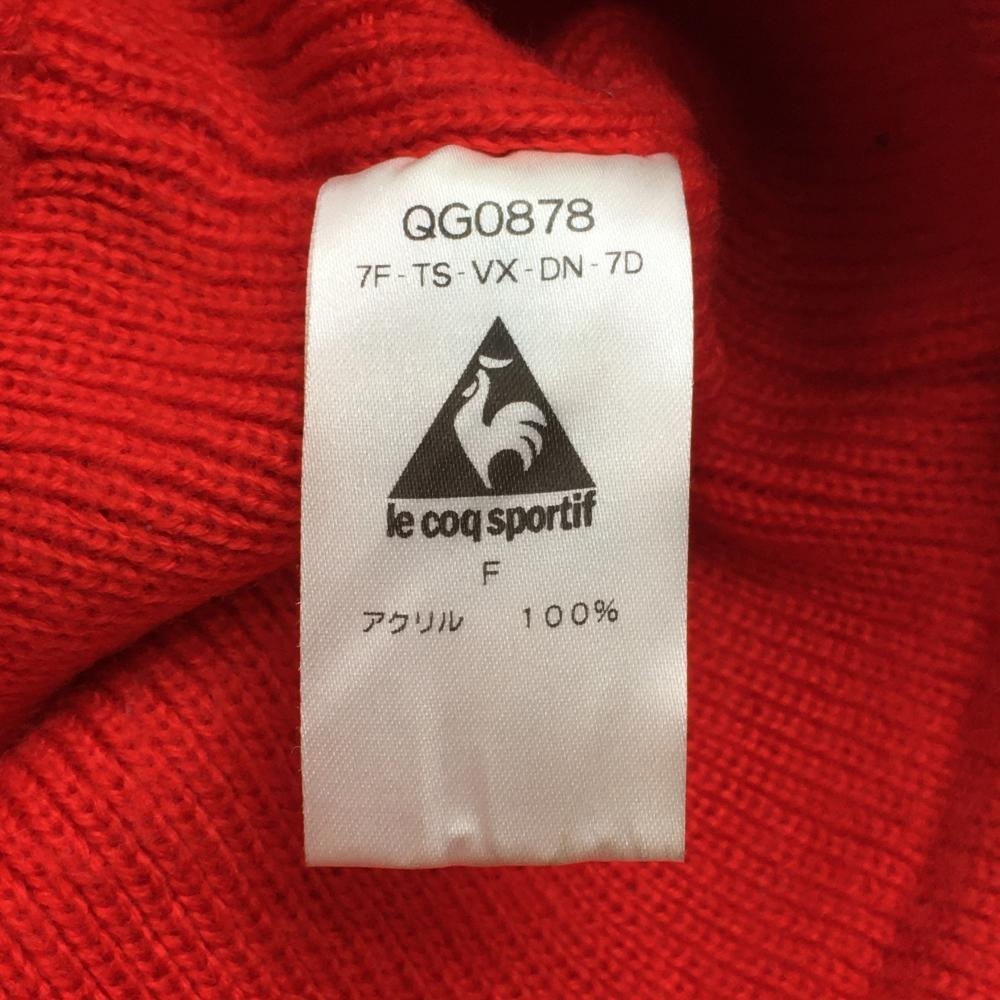 QG0878
7F-TS-VX-DN-7D
le coq sportif
F
アクリル 100%